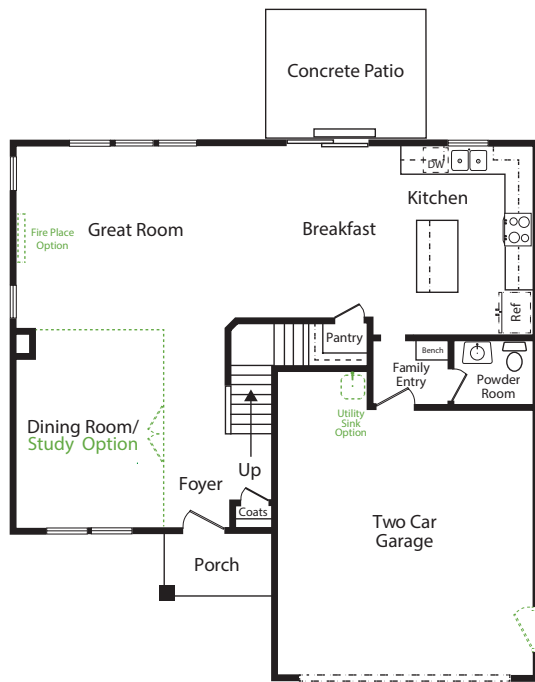 Concrete Patio
DW
Kitchen
Great Room
Breakfast
Fire Place
Option
Ref
Pantry
Bench
Family
Entry
Powder
Room
Utility
Sink
Option
Dining Room/
Study Option
Up
Foyer
Coats
Two Car
Garage
Porch